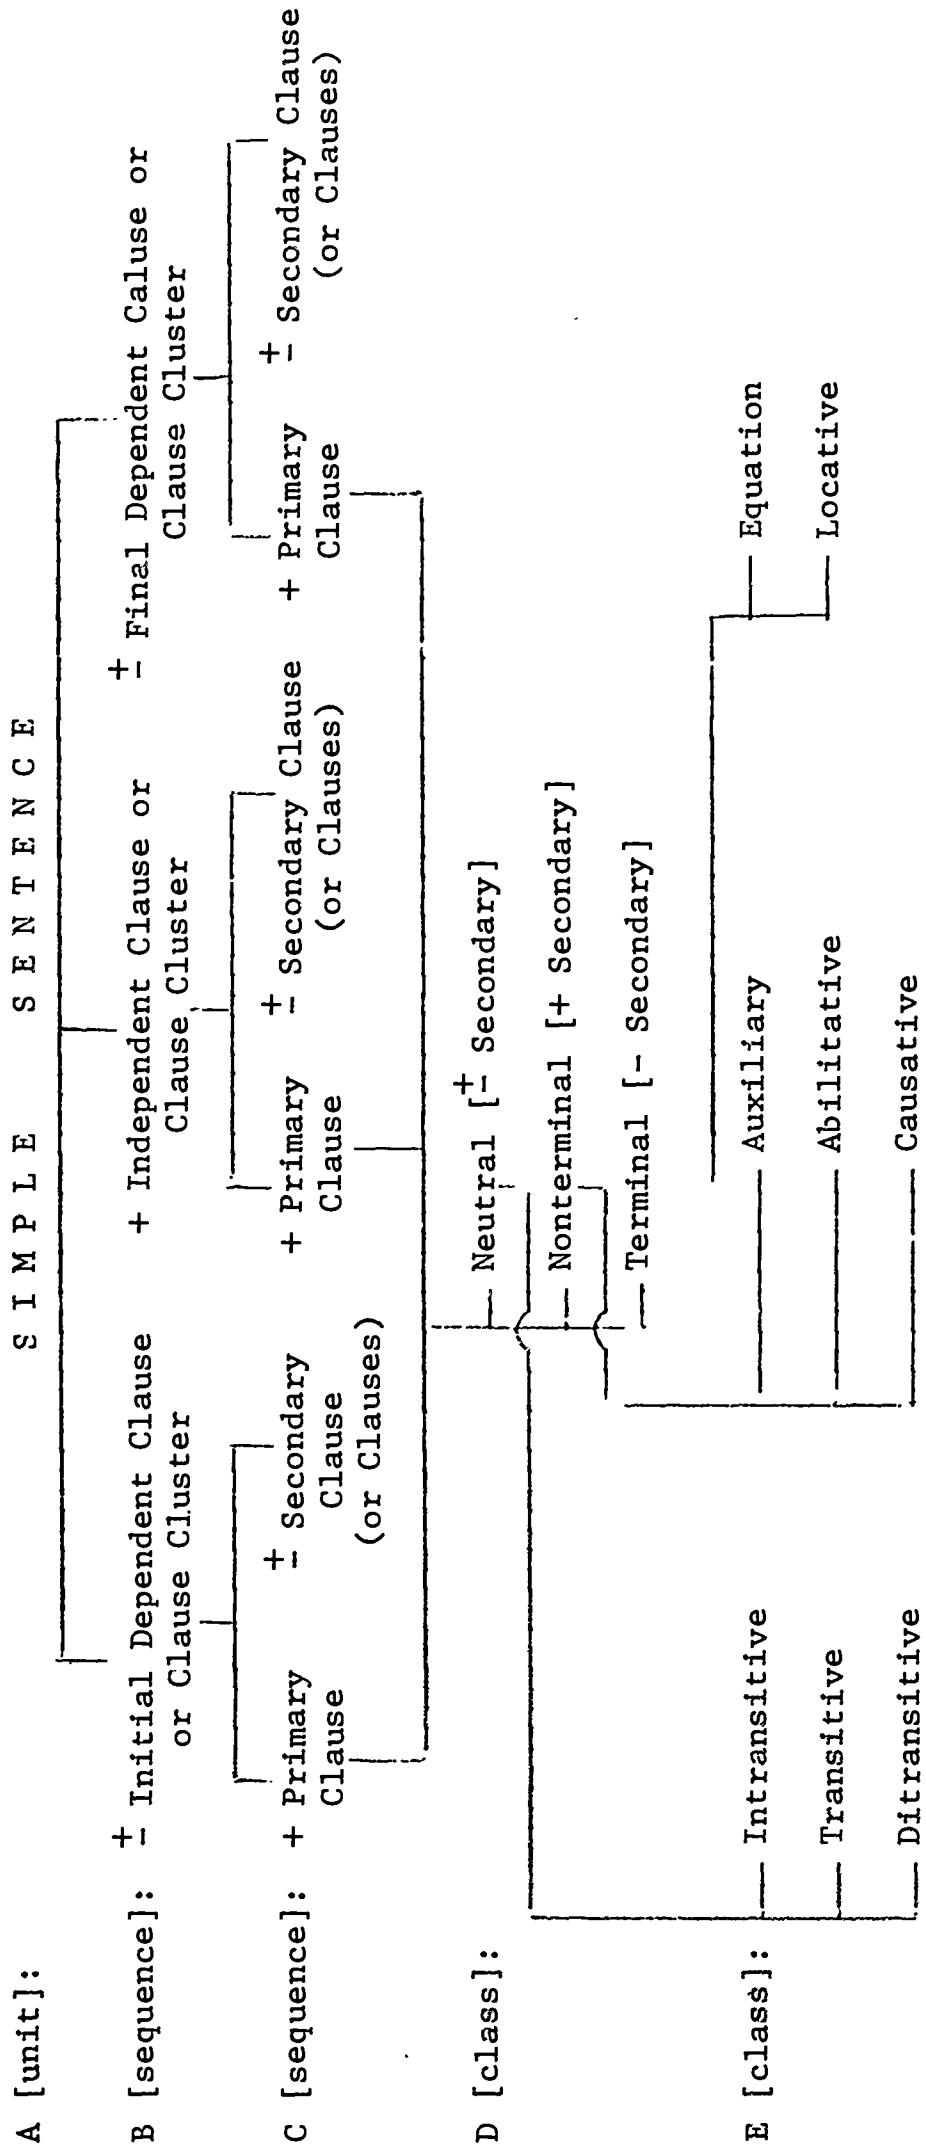 S I M P L E   S E N T E N C E
A [unit]:
B [sequence]: ± Initial Dependent Clause or Clause Cluster
+ Independent Clause or Clause Cluster
± Final Dependent Caluse or Clause Cluster
C [sequence]: + Primary Clause
± Secondary Clause (or Clauses)
+ Primary Clause
± Secondary Clause (or Clauses)
+ Primary Clause
± Secondary Clause (or Clauses)
D [class]:
Neutral [± Secondary]
Nonterminal [+ Secondary]
Terminal [- Secondary]
E [class]:
Intransitive
Transitive
Ditransitive
Auxiliary
Abilitative
Causative
Equation
Locative